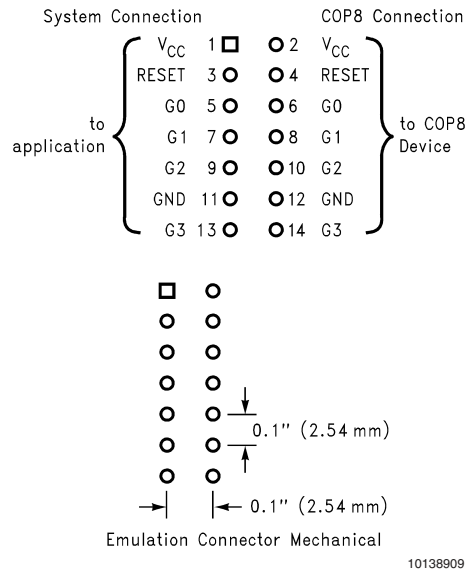 System Connection COP8 Connection
VCC 1 2 VCC
RESET 3 4 RESET
G0 5 6 G0
to application
G1 7 8 G1
to COP8 Device
G2 9 10 G2
GND 11 12 GND
G3 13 14 G3
0.1" (2.54 mm)
0.1" (2.54 mm)
Emulation Connector Mechanical
10138909